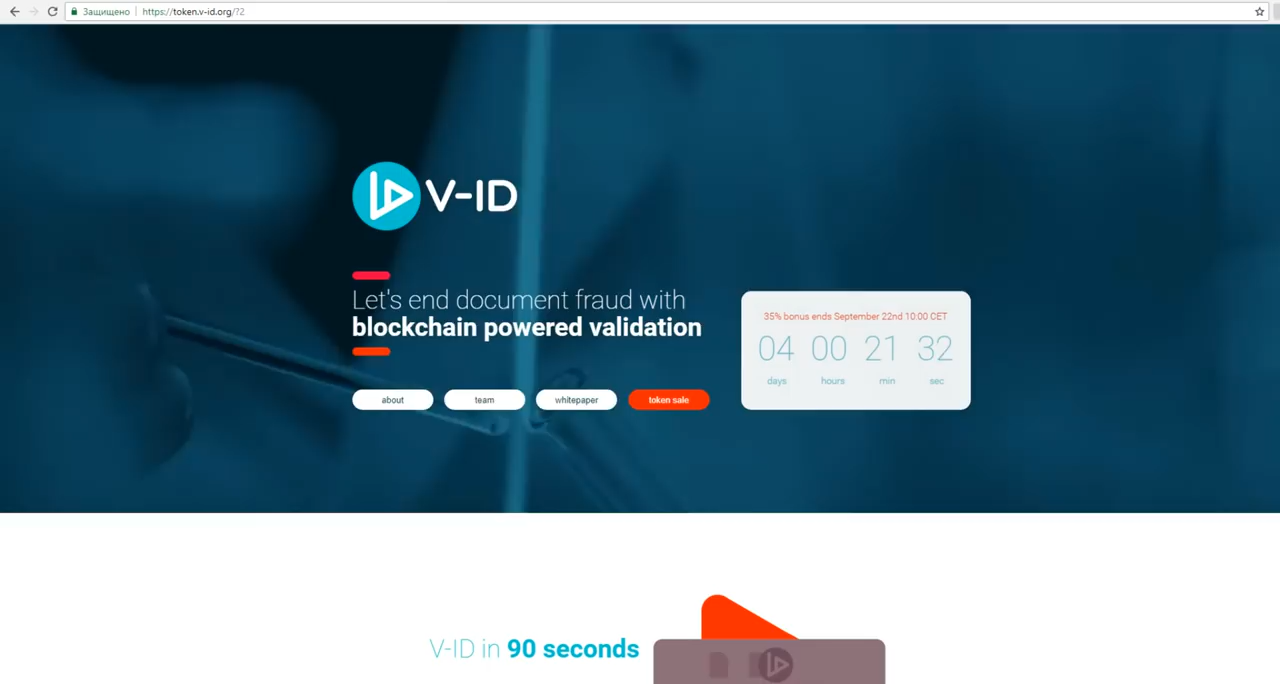 Защищено
https://token.v-id.org/?2
V-ID
Let's end document fraud with
blockchain powered validation
about
team
whitepaper
token sale
35% bonus ends September 22nd 10:00 CET
04 00 21 32
days hours min sec
V-ID in 90 seconds